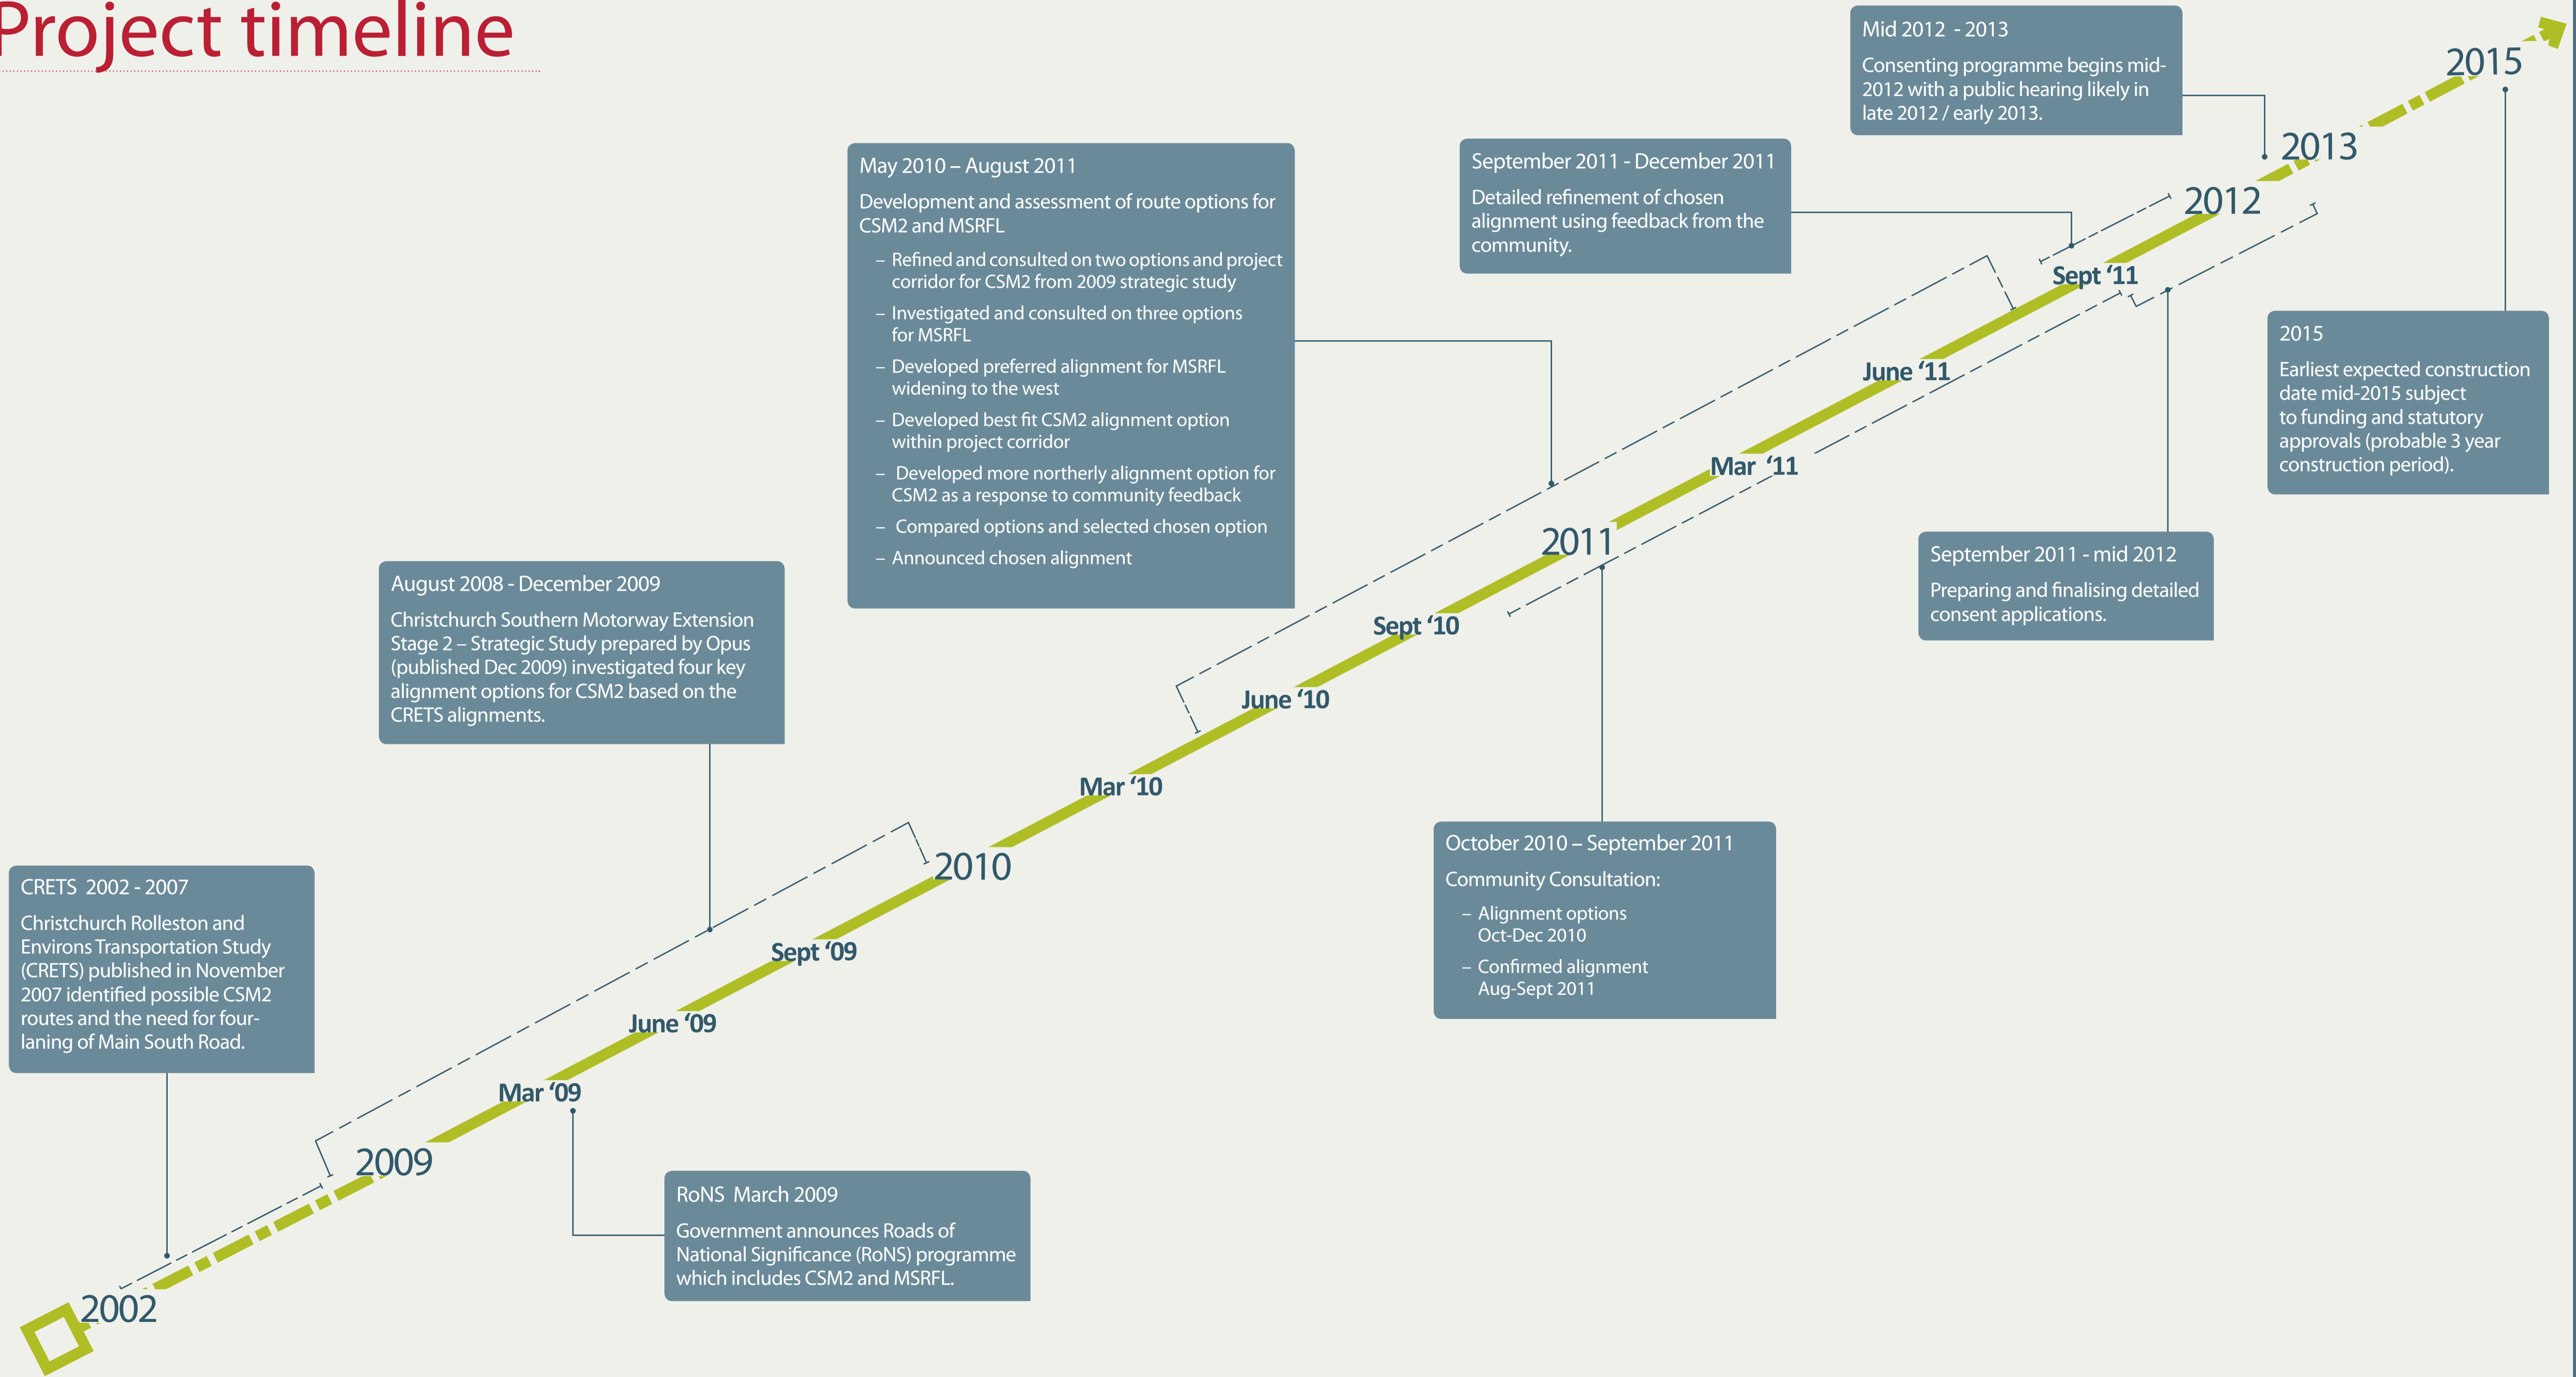 Project timeline
CRETS  2002 - 2007
Christchurch Rolleston and
Environs Transportation Study
(CRETS) published in November
2007 identified possible CSM2
routes and the need for four-
laning of Main South Road.
August 2008 - December 2009
Christchurch Southern Motorway Extension
Stage 2 – Strategic Study prepared by Opus
(published Dec 2009) investigated four key
alignment options for CSM2 based on the
CRETS alignments.
RoNS  March 2009
Government announces Roads of
National Significance (RoNS) programme
which includes CSM2 and MSRFL.
May 2010 – August 2011
Development and assessment of route options for
CSM2 and MSRFL
– Refined and consulted on two options and project
corridor for CSM2 from 2009 strategic study
– Investigated and consulted on three options
for MSRFL
– Developed preferred alignment for MSRFL
widening to the west
– Developed best fit CSM2 alignment option
within project corridor
– Developed more northerly alignment option for
CSM2 as a response to community feedback
– Compared options and selected chosen option
– Announced chosen alignment
October 2010 – September 2011
Community Consultation:
– Alignment options
Oct-Dec 2010
– Confirmed alignment
Aug-Sept 2011
September 2011 - December 2011
Detailed refinement of chosen
alignment using feedback from the
community.
September 2011 - mid 2012
Preparing and finalising detailed
consent applications.
Mid 2012  - 2013
Consenting programme begins mid-
2012 with a public hearing likely in
late 2012 / early 2013.
2015
Earliest expected construction
date mid-2015 subject
to funding and statutory
approvals (probable 3 year
construction period).
2002
2009
Mar ‘09
June ‘09
Sept ‘09
2010
Mar ‘10
June ‘10
Sept ‘10
2011
Mar ‘11
June ‘11
Sept ‘11
2012
2013
2015